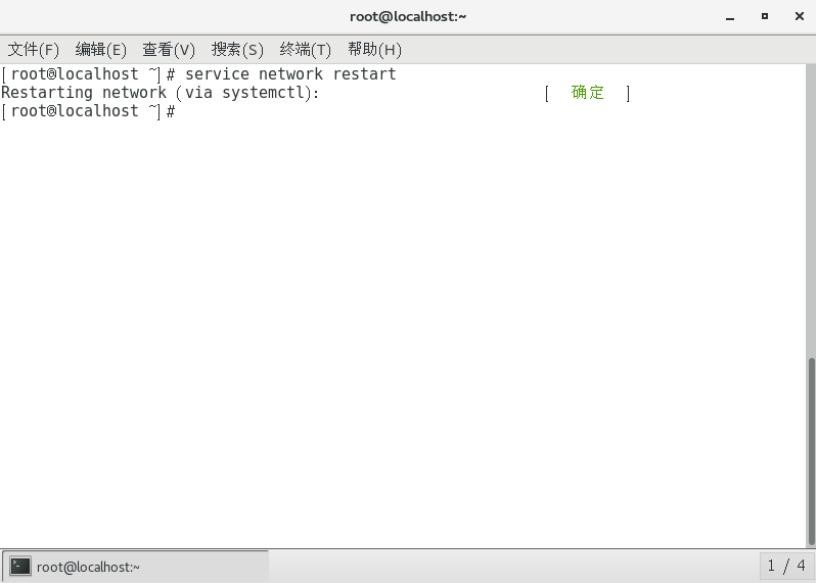 root@localhost:~
文件(F) 编辑(E) 查看(V) 搜索(S) 终端(T) 帮助(H)
[root@localhost ~]# service network restart
Restarting network (via systemctl): [ 确定 ]
[root@localhost ~]#
root@localhost:~ 1 / 4